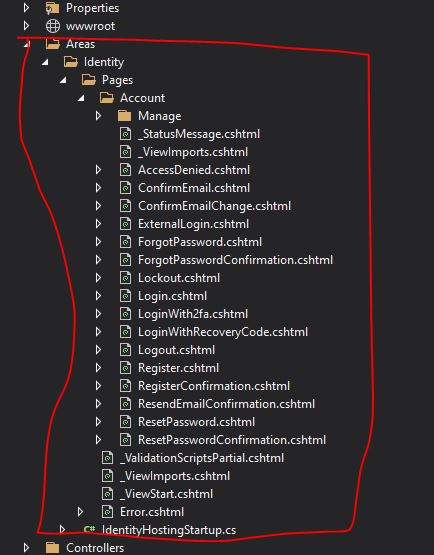 Properties
wwwroot
Areas
Identity
Pages
Account
Manage
_StatusMessage.cshtml
_ViewImports.cshtml
AccessDenied.cshtml
ConfirmEmail.cshtml
ConfirmEmailChange.cshtml
ExternalLogin.cshtml
ForgotPassword.cshtml
ForgotPasswordConfirmation.cshtml
Lockout.cshtml
Login.cshtml
LoginWith2fa.cshtml
LoginWithRecoveryCode.cshtml
Logout.cshtml
Register.cshtml
RegisterConfirmation.cshtml
ResendEmailConfirmation.cshtml
ResetPassword.cshtml
ResetPasswordConfirmation.cshtml
_ValidationScriptsPartial.cshtml
_ViewImports.cshtml
_ViewStart.cshtml
Error.cshtml
C# IdentityHostingStartup.cs
Controllers